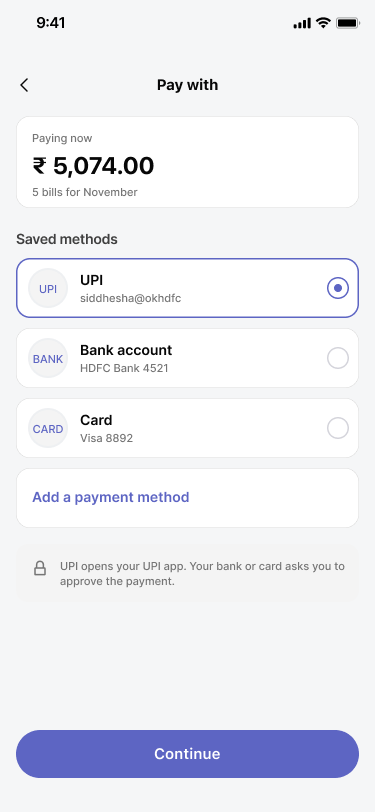 9:41
Pay with
Paying now
₹ 5,074.00
5 bills for November
Saved methods
UPI
UPI
siddhesha@okhdfc
BANK
Bank account
HDFC Bank 4521
CARD
Card
Visa 8892
Add a payment method
UPI opens your UPI app. Your bank or card asks you to
approve the payment.
Continue